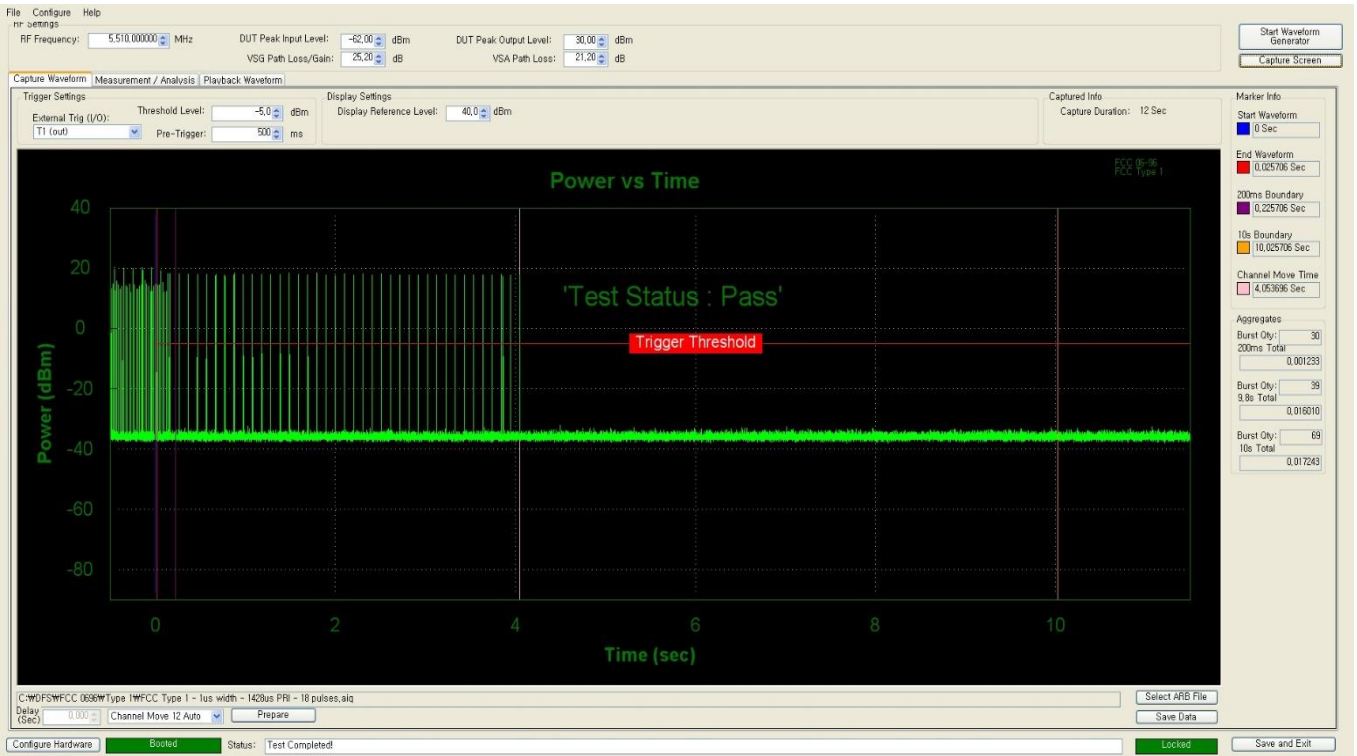 File Configure Help
RF Settings
RF Frequency: 5,510,000000 MHz DUT Peak Input Level: -62,00 dBm DUT Peak Output Level: 30,00 dBm
VSG Path Loss/Gain: 25,20 dB VSA Path Loss: 21,20 dB
Start Waveform Generator
Capture Screen
Capture Waveform Measurement / Analysis Playback Waveform
Trigger Settings
External Trig (I/O): Threshold Level: -5,0 dBm
T1 (out) Pre-Trigger: 500 ms
Display Settings
Display Reference Level: 40,0 dBm
Captured Info
Capture Duration: 12 Sec
Marker Info
Start Waveform
0 Sec
End Waveform
0,025706 Sec
200ms Boundary
0,225706 Sec
10s Boundary
10,025706 Sec
Channel Move Time
4,053696 Sec
Aggregates
Burst Qty: 30
200ms Total
0,001233
Burst Qty: 39
9,8s Total
0,016010
Burst Qty: 69
10s Total
0,017243
FCC 06-96
FCC Type 1
Power vs Time
40
20
0
-20
-40
-60
-80
Power (dBm)
'Test Status : Pass'
Trigger Threshold
0 2 4 6 8 10
Time (sec)
C:₩DFS₩FCC 0696₩Type 1₩FCC Type 1 - 1us width - 1428us PRI - 18 pulses,aiq
Select ARB File
Delay (Sec) 0,000 Channel Move 12 Auto Prepare
Save Data
Configure Hardware Booted Status: Test Completed! Locked Save and Exit